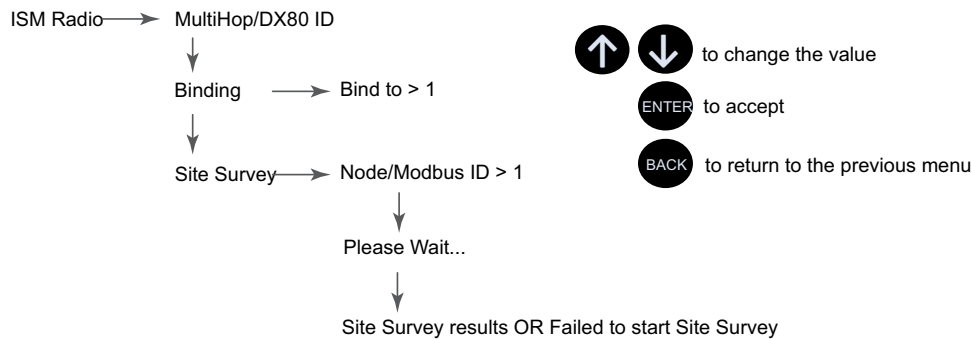 ISM Radio MultiHop/DX80 ID
Binding Bind to > 1
Site Survey Node/Modbus ID > 1
Please Wait...
Site Survey results OR Failed to start Site Survey
to change the value
ENTER to accept
BACK to return to the previous menu